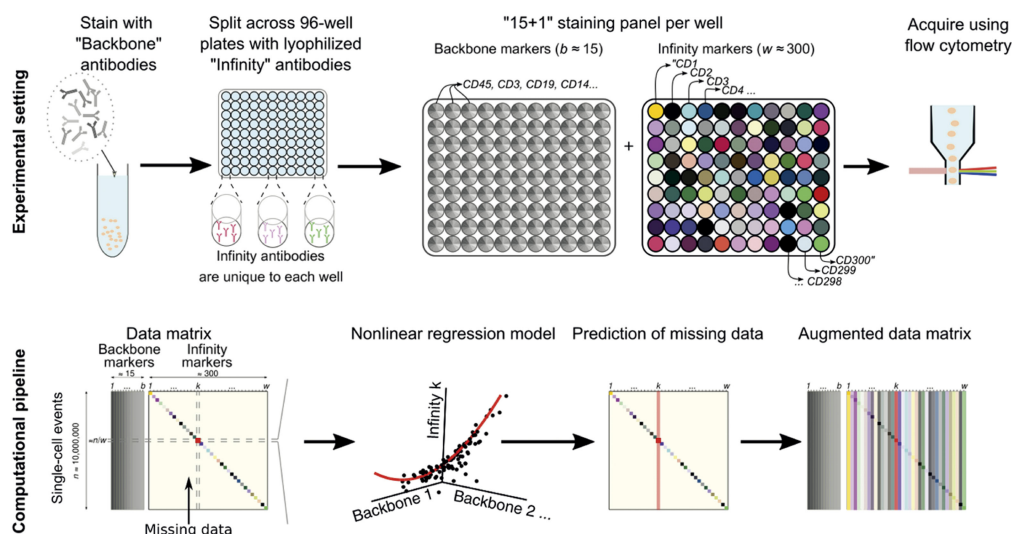 Experimental setting
Stain with
"Backbone"
antibodies
Split across 96-well
plates with lyophilized
"Infinity" antibodies
Infinity antibodies
are unique to each well
"15+1" staining panel per well
Backbone markers (b ≈ 15)
CD45, CD3, CD19, CD14...
+
Infinity markers (w ≈ 300)
"CD1
CD2
CD3
CD4 ...
CD300"
CD299
... CD298
Acquire using
flow cytometry
Computational pipeline
Data matrix
Backbone
markers
≈ 15
Infinity
markers
≈ 300
1 ... b
1 ... k ... w
Single-cell events
n ≈ 10,000,000
≈n/w
Missing data
Nonlinear regression model
Infinity k
Backbone 1
Backbone 2 ...
Prediction of missing data
1 ... k ... w
Augmented data matrix
1 ... b
1 ... k ... w